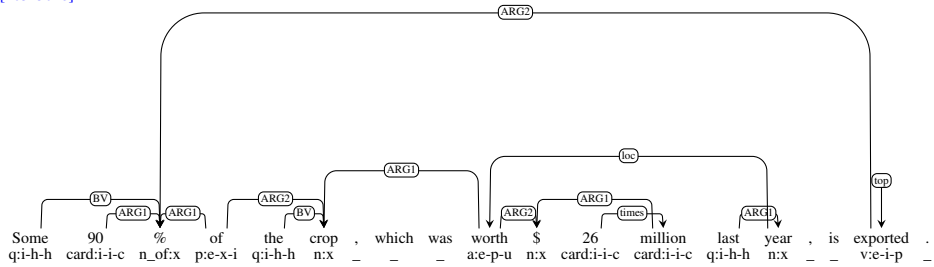 ARG2
loc
ARG1
top
BV
ARG2
ARG1
ARG1
ARG1
BV
ARG2
times
ARG1
Some 90 % of the crop , which was worth $ 26 million last year , is exported .
q:i-h-h card:i-i-c n_of:x p:e-x-i q:i-h-h n:x _ _ _ a:e-p-u n:x card:i-i-c card:i-i-c q:i-h-h n:x _ _ v:e-i-p _